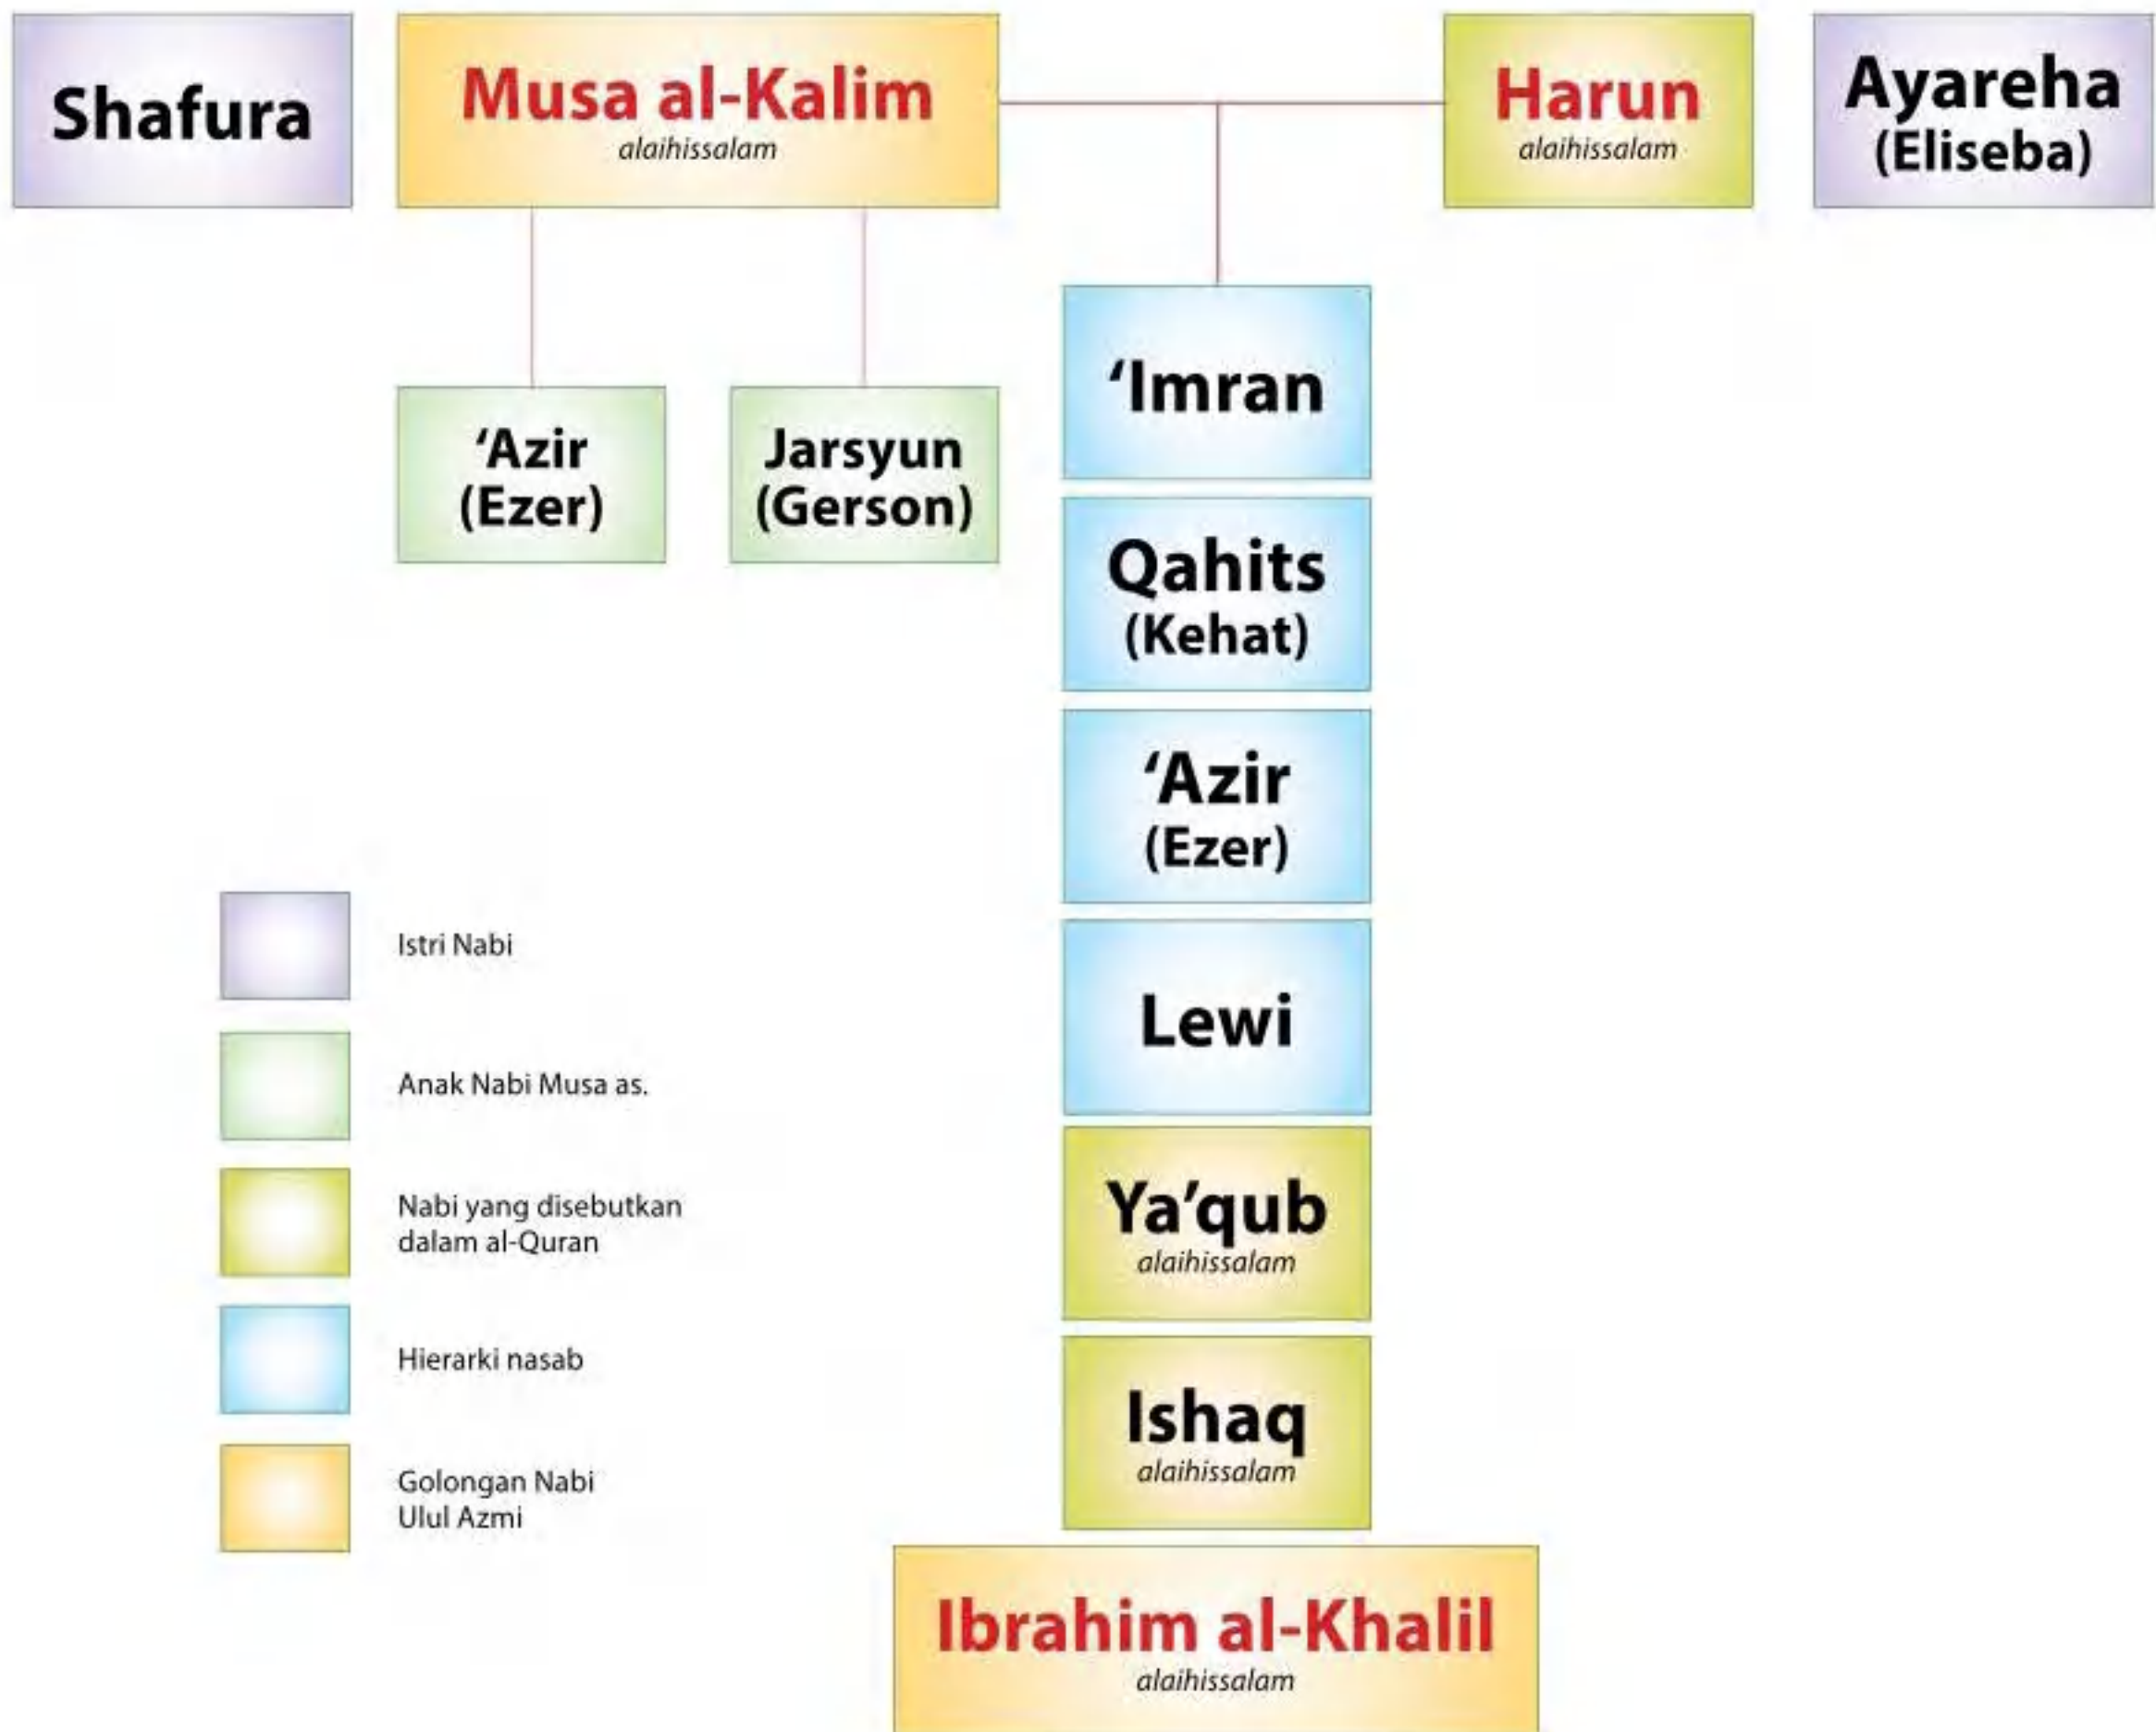 Shafura
Musa al-Kalim
alaihissalam
Harun
alaihissalam
Ayareha
(Eliseba)
‘Azir
(Ezer)
Jarsyun
(Gerson)
‘Imran
Qahits
(Kehat)
‘Azir
(Ezer)
Lewi
Ya’qub
alaihissalam
Ishaq
alaihissalam
Ibrahim al-Khalil
alaihissalam
Istri Nabi
Anak Nabi Musa as.
Nabi yang disebutkan
dalam al-Quran
Hierarki nasab
Golongan Nabi
Ulul Azmi